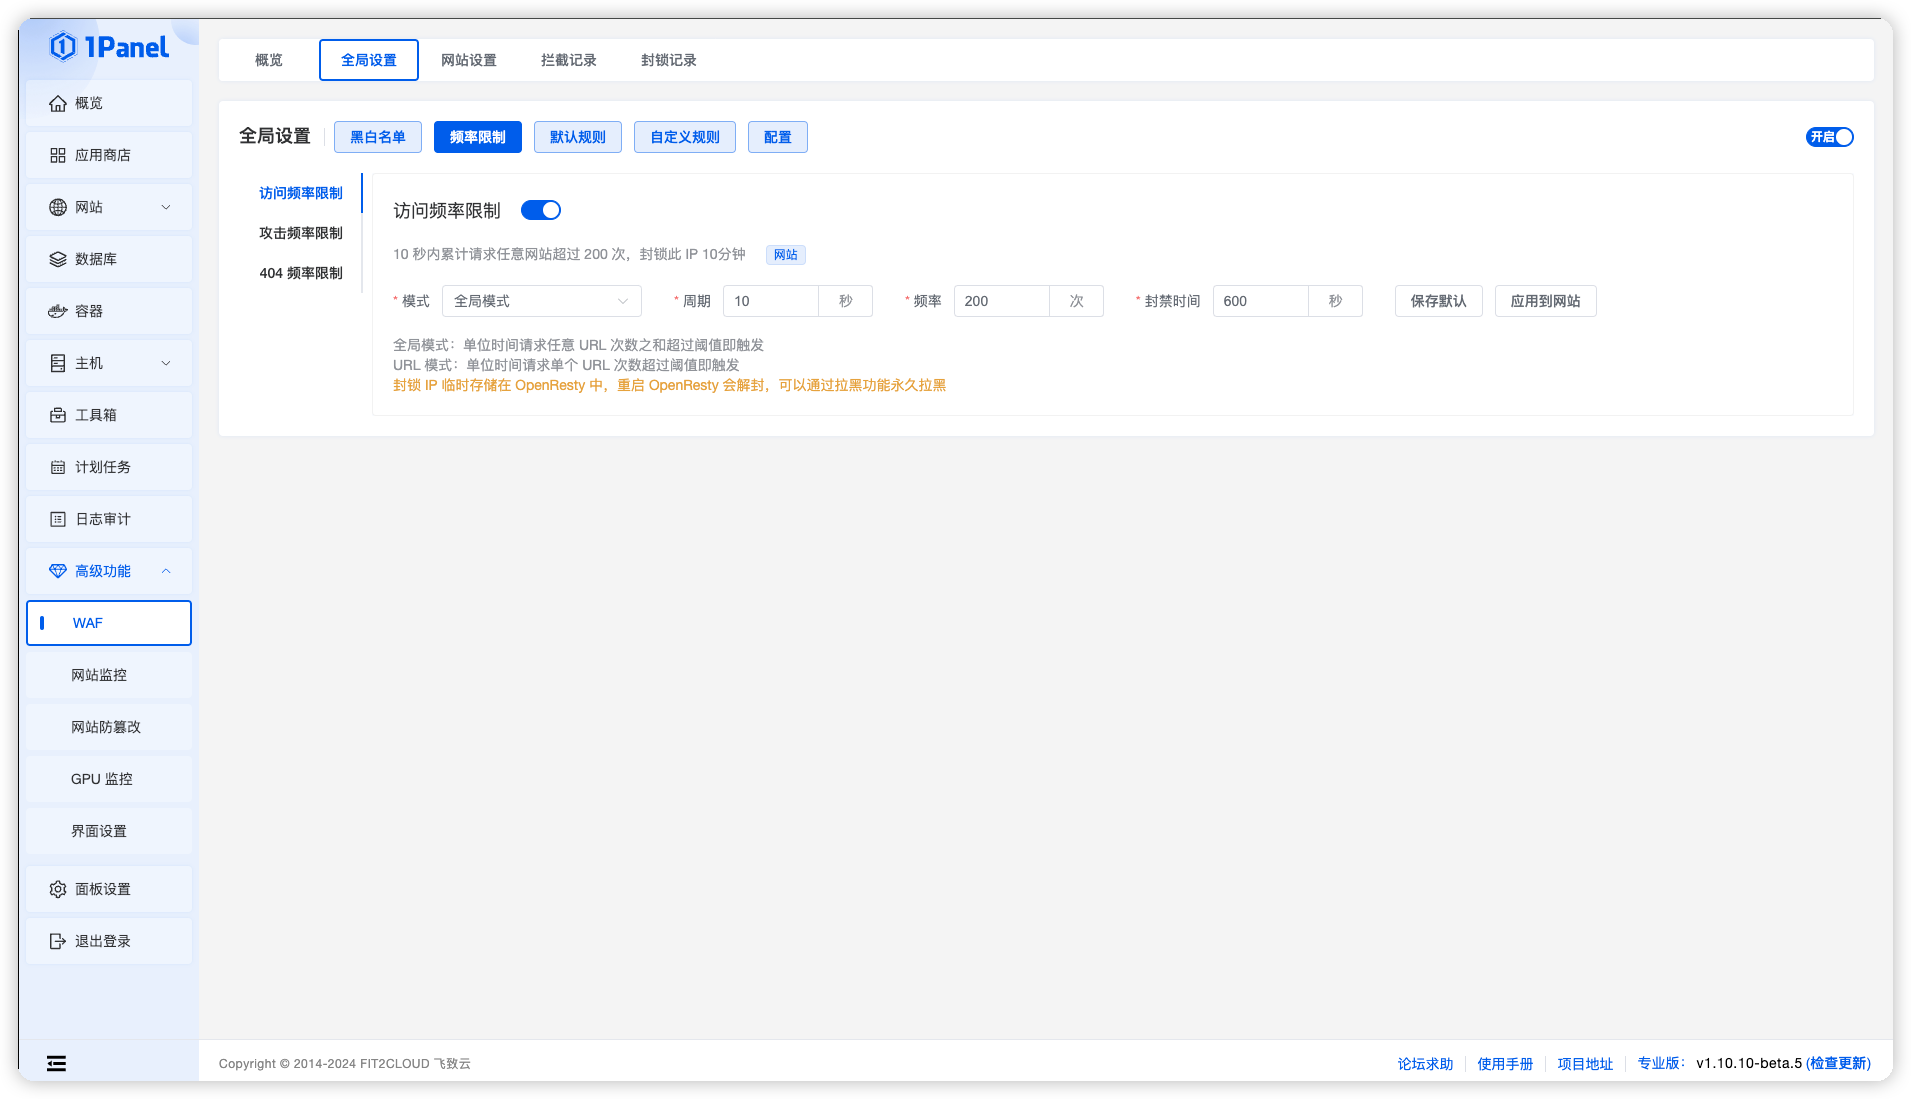 1Panel
概览
应用商店
网站
数据库
容器
主机
工具箱
计划任务
日志审计
高级功能
WAF
网站监控
网站防篡改
GPU 监控
界面设置
面板设置
退出登录
概览 全局设置 网站设置 拦截记录 封锁记录
全局设置 黑白名单 频率限制 默认规则 自定义规则 配置 开启
访问频率限制
攻击频率限制
404 频率限制
访问频率限制
10 秒内累计请求任意网站超过 200 次，封锁此 IP 10分钟 网站
* 模式 全局模式 * 周期 10 秒 * 频率 200 次 * 封禁时间 600 秒 保存默认 应用到网站
全局模式：单位时间请求任意 URL 次数之和超过阈值即触发
URL 模式：单位时间请求单个 URL 次数超过阈值即触发
封锁 IP 临时存储在 OpenResty 中，重启 OpenResty 会解封，可以通过拉黑功能永久拉黑
Copyright © 2014-2024 FIT2CLOUD 飞致云
论坛求助 使用手册 项目地址 专业版： v1.10.10-beta.5 (检查更新)